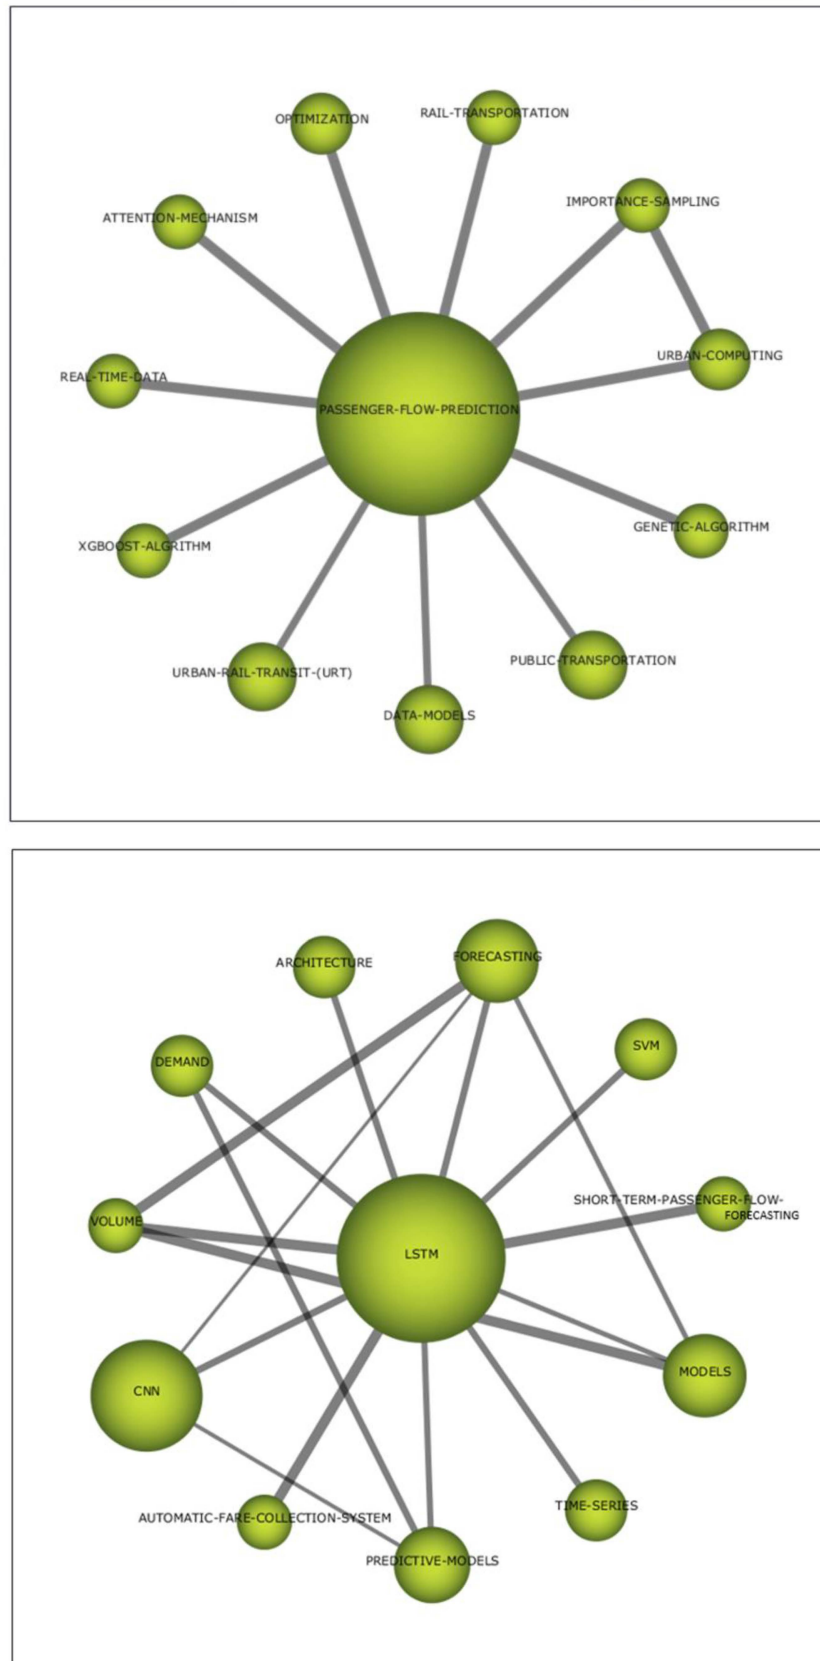 OPTIMIZATION
RAIL-TRANSPORTATION
IMPORTANCE-SAMPLING
ATTENTION-MECHANISM
URBAN-COMPUTING
REAL-TIME-DATA
PASSENGER-FLOW-PREDICTION
GENETIC-ALGORITHM
XGBOOST-ALGRITHM
PUBLIC-TRANSPORTATION
URBAN-RAIL-TRANSIT-(URT)
DATA-MODELS
FORECASTING
ARCHITECTURE
SVM
DEMAND
SHORT-TERM-PASSENGER-FLOW-
FORECASTING
VOLUME
LSTM
MODELS
CNN
TIME-SERIES
AUTOMATIC-FARE-COLLECTION-SYSTEM
PREDICTIVE-MODELS